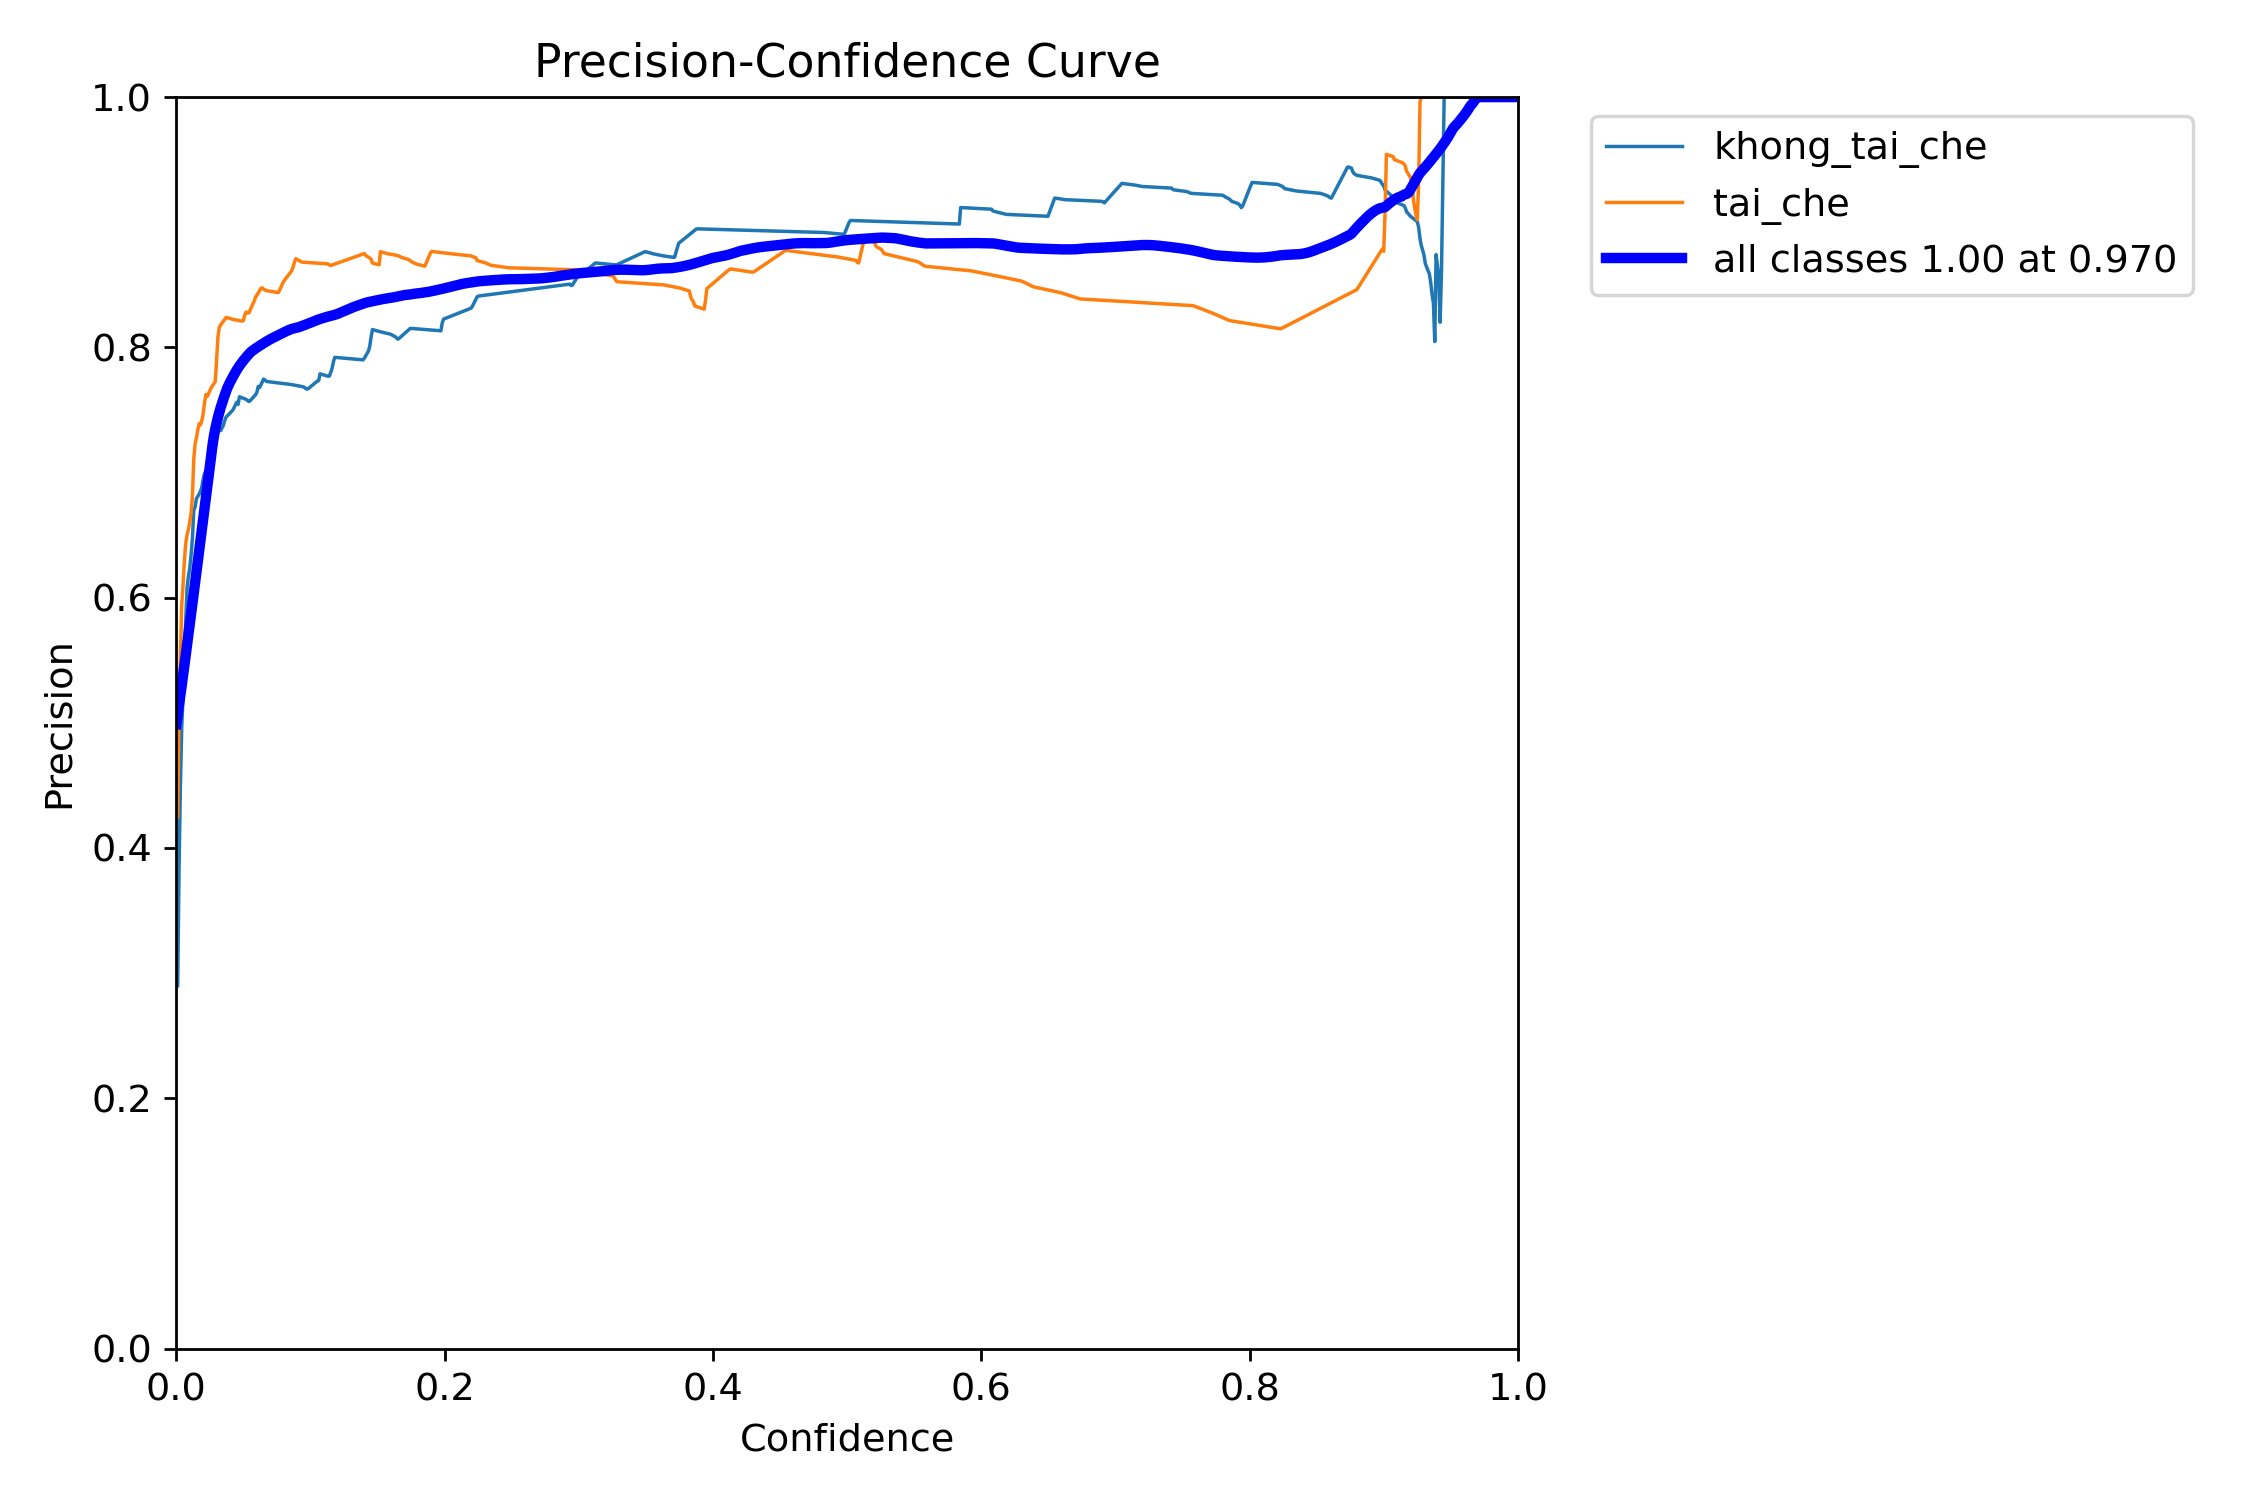 Precision-Confidence Curve
1.0
0.8
0.6
0.4
0.2
0.0
Precision
0.0 0.2 0.4 0.6 0.8 1.0
Confidence
khong_tai_che
tai_che
all classes 1.00 at 0.970